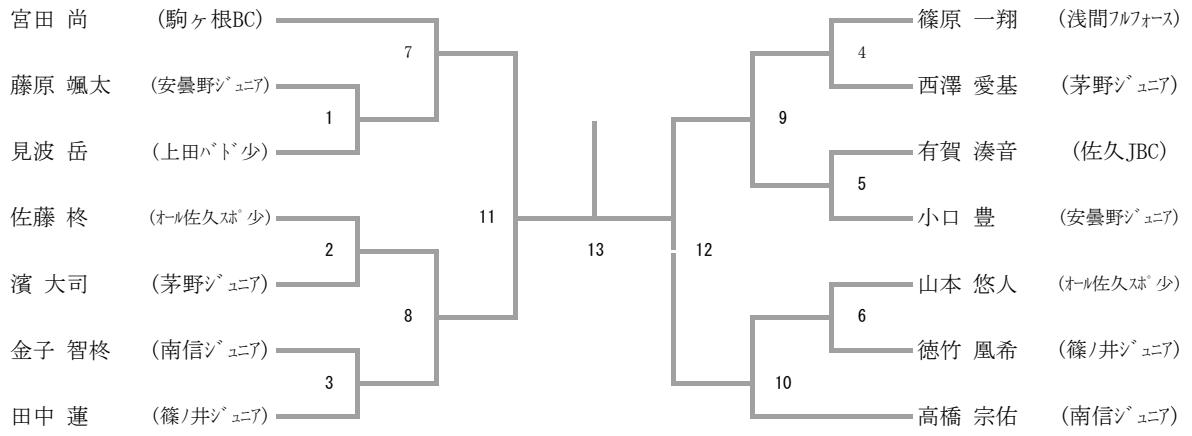 宮田 尚 (駒ヶ根BC)
藤原 颯太 (安曇野ｼﾞｭﾆｱ)
見波 岳 (上田ﾊﾞﾄﾞ少)
佐藤 柊 (ｵｰﾙ佐久ｽﾎﾟ少)
濱 大司 (茅野ｼﾞｭﾆｱ)
金子 智柊 (南信ｼﾞｭﾆｱ)
田中 蓮 (篠ﾉ井ｼﾞｭﾆｱ)
7
1
11
2
8
3
13
篠原 一翔 (浅間ﾌﾙﾌｫｰｽ)
西澤 愛基 (茅野ｼﾞｭﾆｱ)
有賀 湊音 (佐久JBC)
小口 豊 (安曇野ｼﾞｭﾆｱ)
山本 悠人 (ｵｰﾙ佐久ｽﾎﾟ少)
徳竹 凰希 (篠ﾉ井ｼﾞｭﾆｱ)
高橋 宗佑 (南信ｼﾞｭﾆｱ)
4
9
5
12
6
10